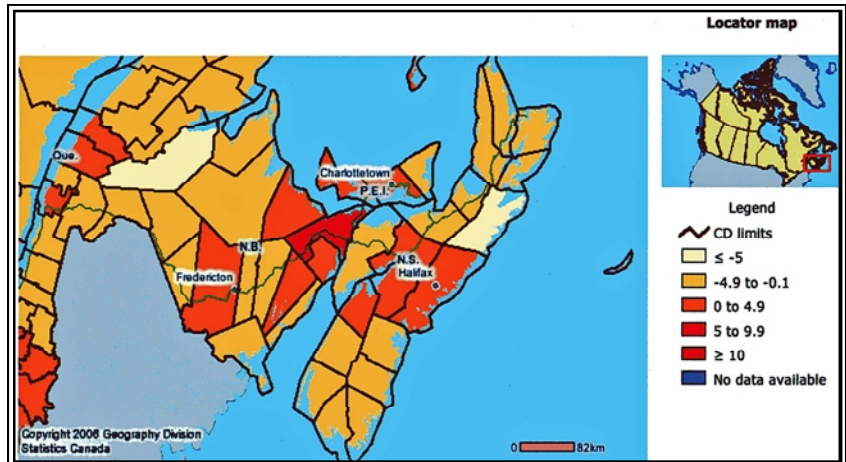 Locator map
Que.
Charlottetown
P.E.I.
N.B.
N.S.
Fredericton
Halifax
Legend
CD limits
≤ -5
-4.9 to -0.1
0 to 4.9
5 to 9.9
≥ 10
No data available
Copyright 2006 Geography Division
Statistics Canada
0 82km